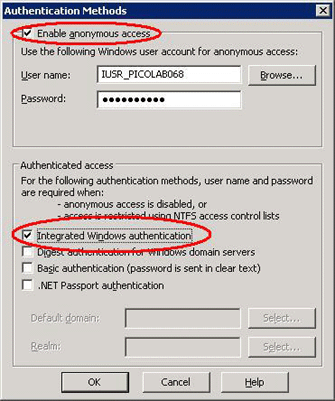 Authentication Methods
Enable anonymous access
Use the following Windows user account for anonymous access:
User name: IUSR_PICOLAB068 Browse...
Password: ●●●●●●●●●●
Authenticated access
For the following authentication methods, user name and password
are required when:
- anonymous access is disabled, or
- access is restricted using NTFS access control lists
Integrated Windows authentication
Digest authentication for Windows domain servers
Basic authentication (password is sent in clear text)
.NET Passport authentication
Default domain: Select...
Realm: Select...
OK Cancel Help